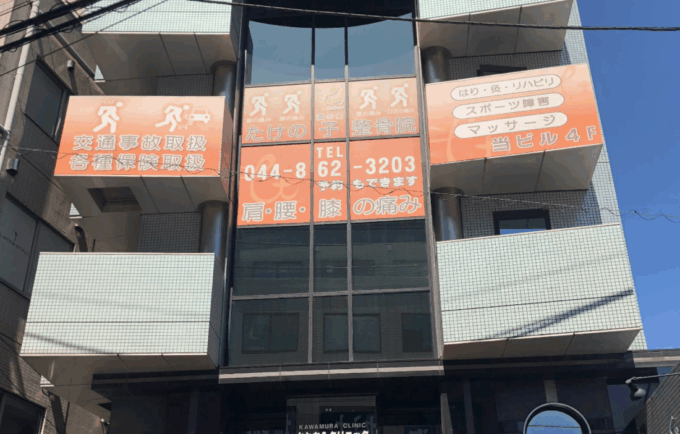 交通事故取扱
各種保険取扱
たけの子整骨院
TEL
044-862-3203
予約もできます
肩・腰・膝の痛み
はり・灸・リハビリ
スポーツ障害
マッサージ
当ビル4F
KAWAMURA CLINIC